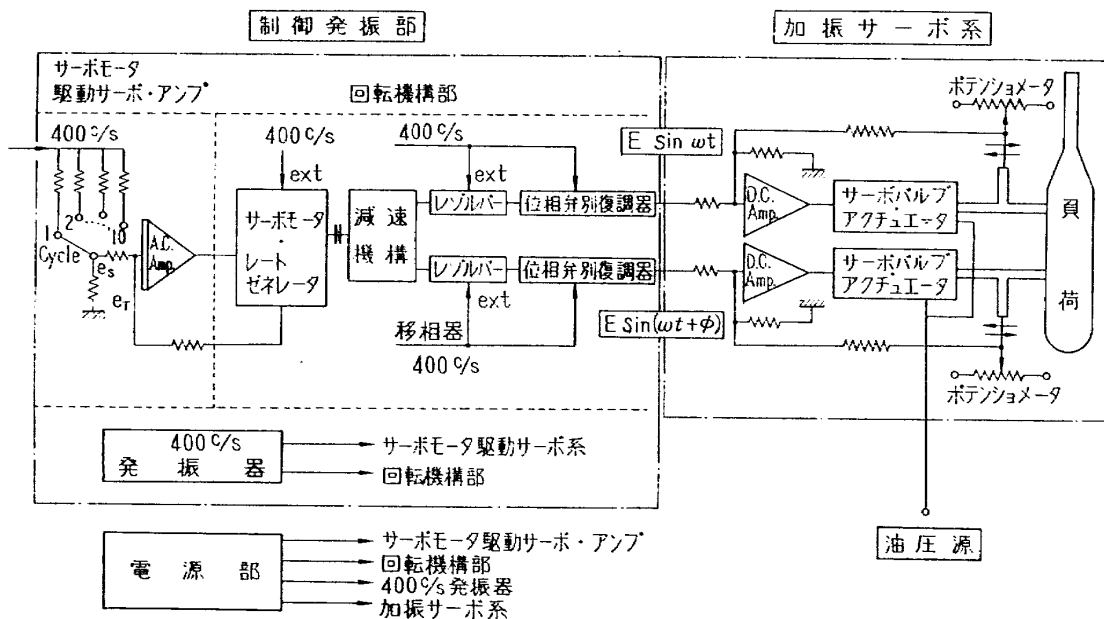 制御発振部
加振サーボ系
サーボモータ
駆動サーボ・アンプ
回転機構部
400 c/s
400 c/s
400 c/s
ext
ext
1
2
10
Cycle
es
er
A.C.
Amp.
サーボモータ
・
レート
ゼネレータ
減速
機構
レゾルバー
位相弁別復調器
レゾルバー
位相弁別復調器
ext
移相器
400 c/s
E sin ωt
E sin(ωt+φ)
D.C.
Amp.
D.C.
Amp.
サーボバルブ
・
アクチュエータ
サーボバルブ
・
アクチュエータ
ポテンショメータ
ポテンショメータ
負荷
油圧源
400 c/s
発振器
サーボモータ駆動サーボ系
回転機構部
電源部
サーボモータ駆動サーボ・アンプ
回転機構部
400 c/s発振器
加振サーボ系